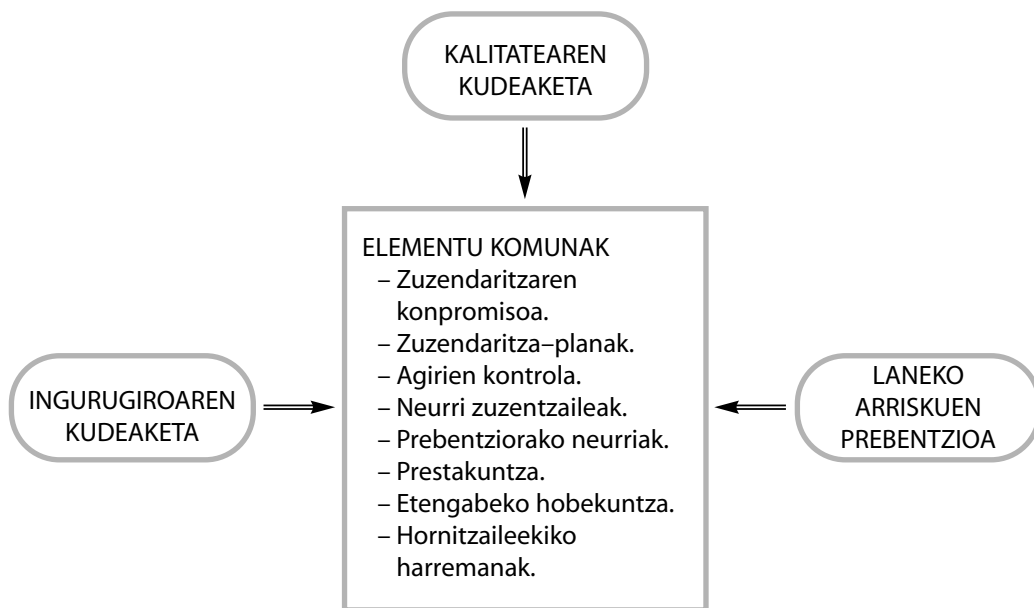 KALITATEAREN
KUDEAKETA
ELEMENTU KOMUNAK
– Zuzendaritzaren
konpromisoa.
– Zuzendaritza–planak.
– Agirien kontrola.
– Neurri zuzentzaileak.
– Prebentziorako neurriak.
– Prestakuntza.
– Etengabeko hobekuntza.
– Hornitzaileekiko
harremanak.
INGURUGIROAREN
KUDEAKETA
LANEKO
ARRISKUEN
PREBENTZIOA